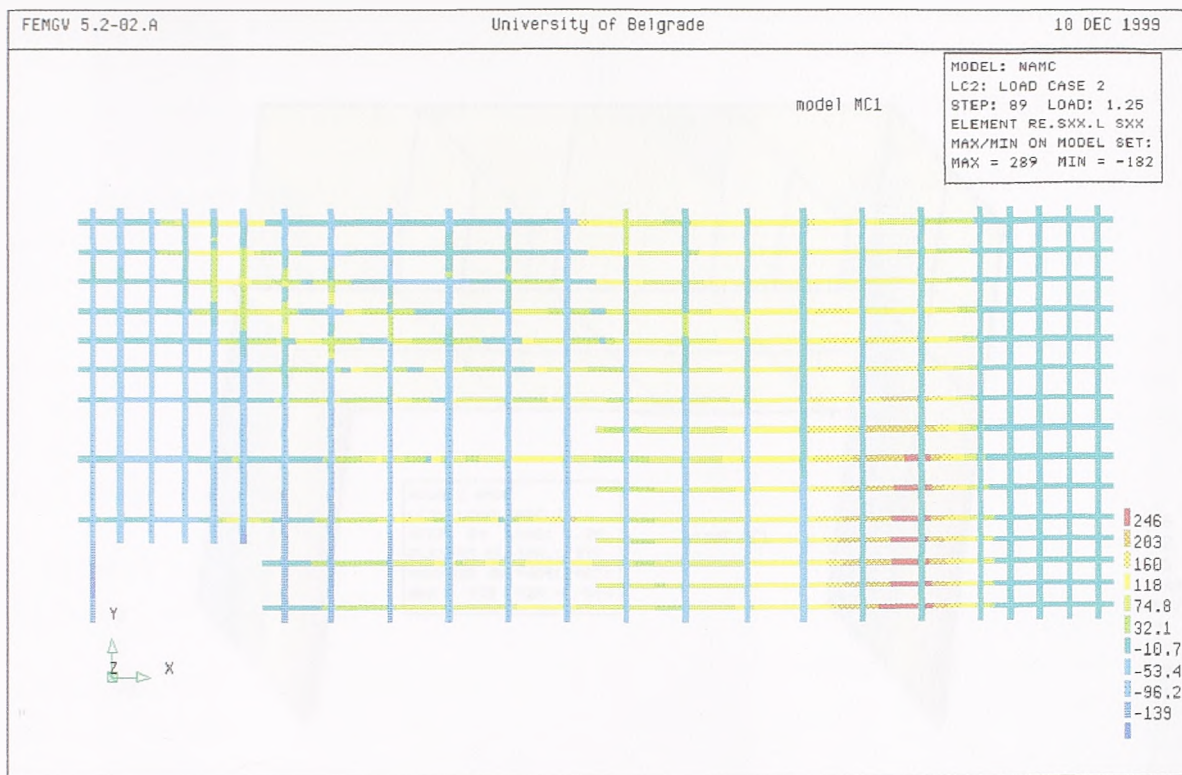 FEMGV 5.2-02.A University of Belgrade 10 DEC 1999
MODEL: NAMC
LC2: LOAD CASE 2
STEP: 89 LOAD: 1.25
ELEMENT RE.SXX.L SXX
MAX/MIN ON MODEL SET:
MAX = 289 MIN = -182
model MC1
246
203
160
118
74.8
32.1
-10.7
-53.4
-96.2
-139
Y
Z X